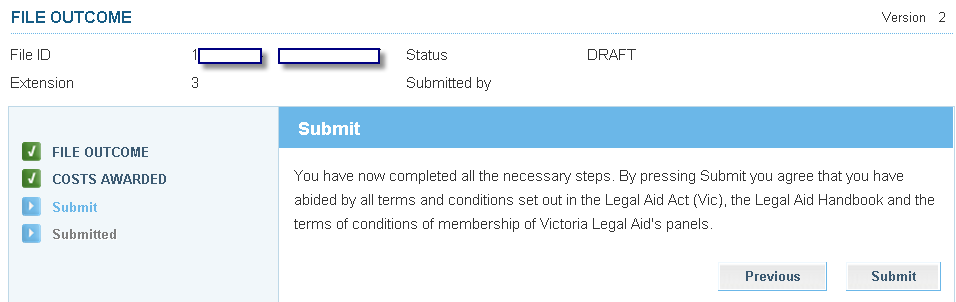 FILE OUTCOME
Version 2
File ID 1
Status DRAFT
Extension 3
Submitted by
FILE OUTCOME
COSTS AWARDED
Submit
Submitted
Submit
You have now completed all the necessary steps. By pressing Submit you agree that you have
abided by all terms and conditions set out in the Legal Aid Act (Vic), the Legal Aid Handbook and the
terms of conditions of membership of Victoria Legal Aid's panels.
Previous
Submit